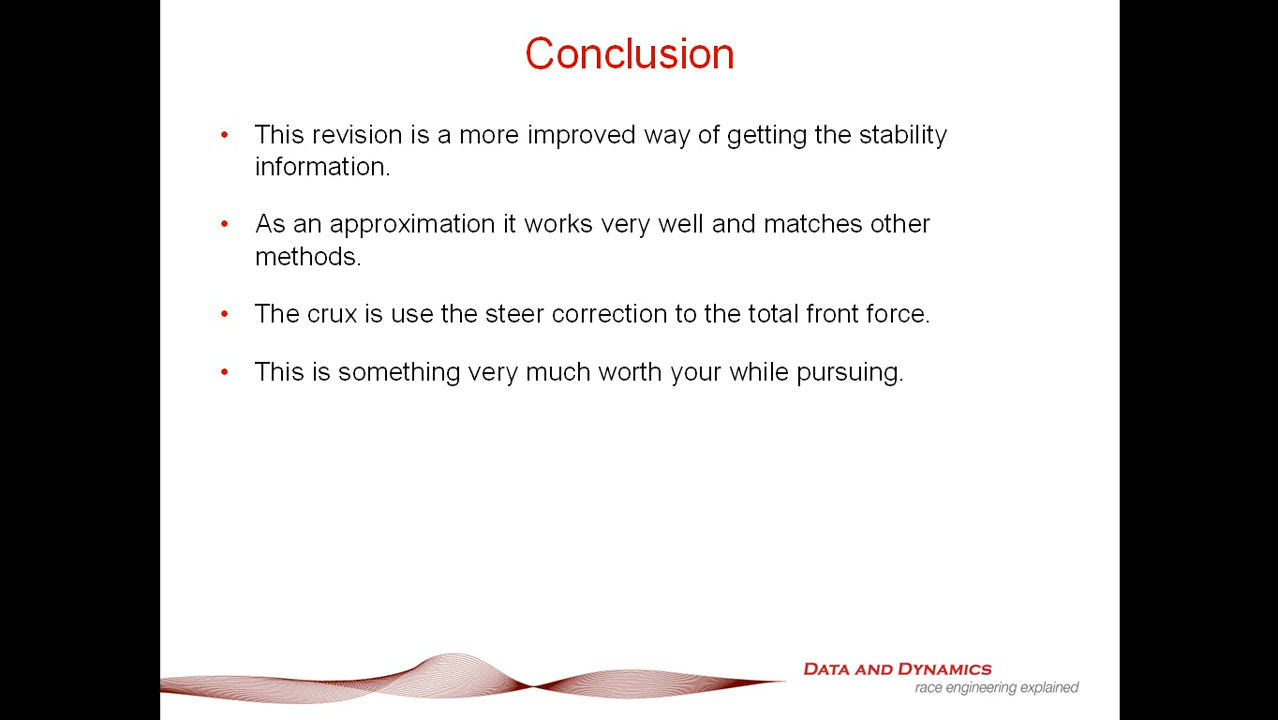 Conclusion
• This revision is a more improved way of getting the stability
information.
• As an approximation it works very well and matches other
methods.
• The crux is use the steer correction to the total front force.
• This is something very much worth your while pursuing.
DATA AND DYNAMICS
race engineering explained